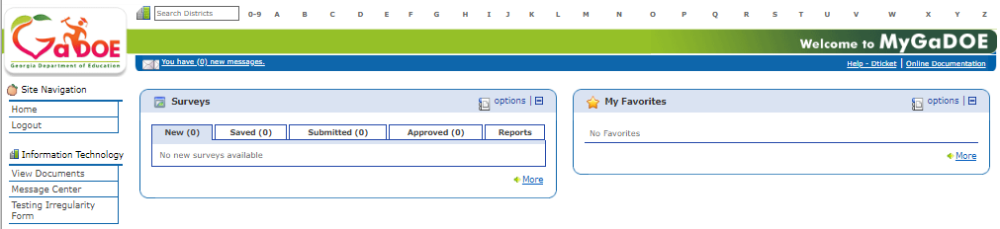 Search Districts 0-9 A B C D E F G H I J K L M N O P Q R S T U V W X Y Z
GaDOE
Georgia Department of Education
Welcome to MyGaDOE
You have (0) new messages.
Help - Dticket | Online Documentation
Site Navigation
Home
Logout
Information Technology
View Documents
Message Center
Testing Irregularity
Form
Surveys options
New (0) Saved (0) Submitted (0) Approved (0) Reports
No new surveys available
More
My Favorites options
No Favorites
More